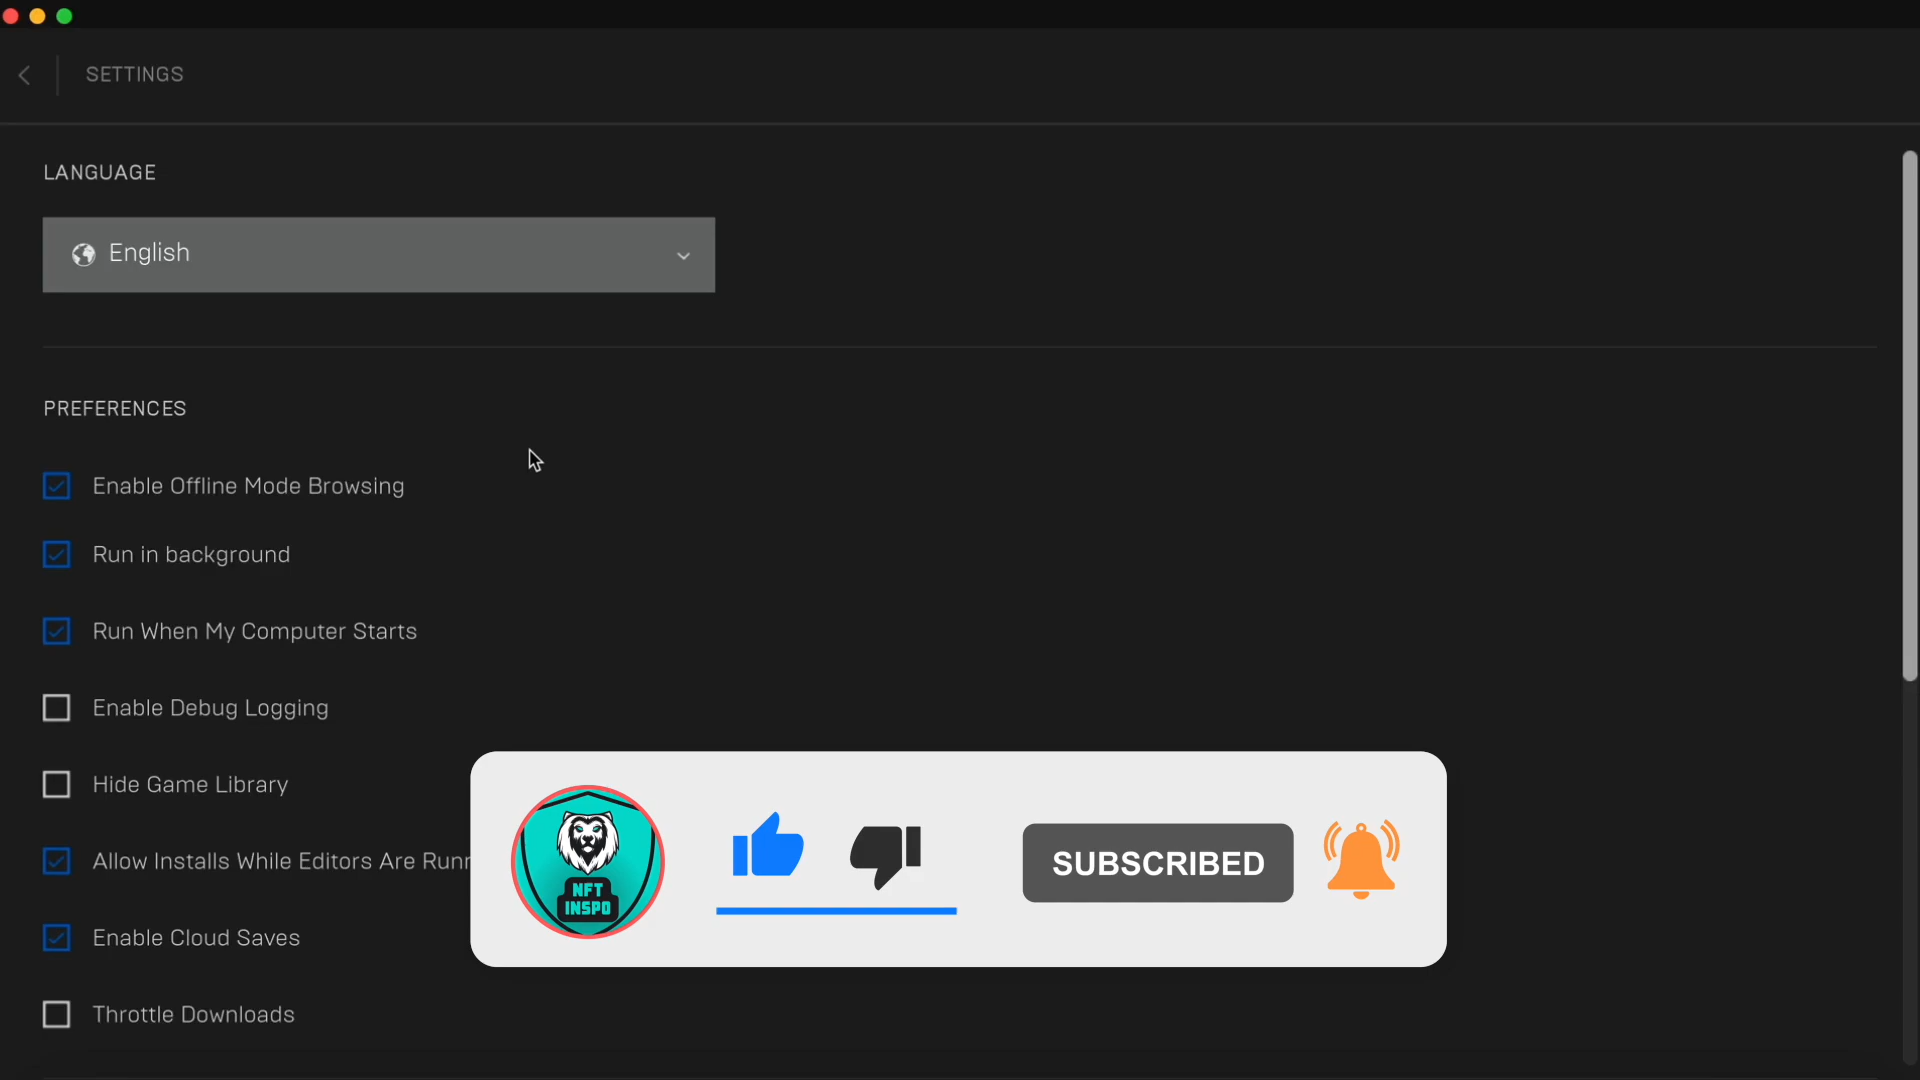 SETTINGS
LANGUAGE
English
PREFERENCES
Enable Offline Mode Browsing
Run in background
Run When My Computer Starts
Enable Debug Logging
Hide Game Library
Allow Installs While Editors Are Runn
Enable Cloud Saves
Throttle Downloads
NFT
INSPO
SUBSCRIBED